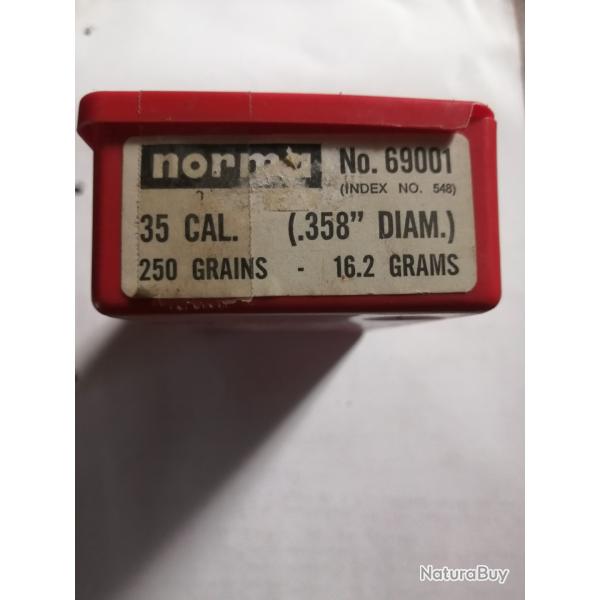 norma No. 69001
(INDEX NO. 548)
35 CAL. (.358" DIAM.)
250 GRAINS - 16.2 GRAMS
NaturaBuy